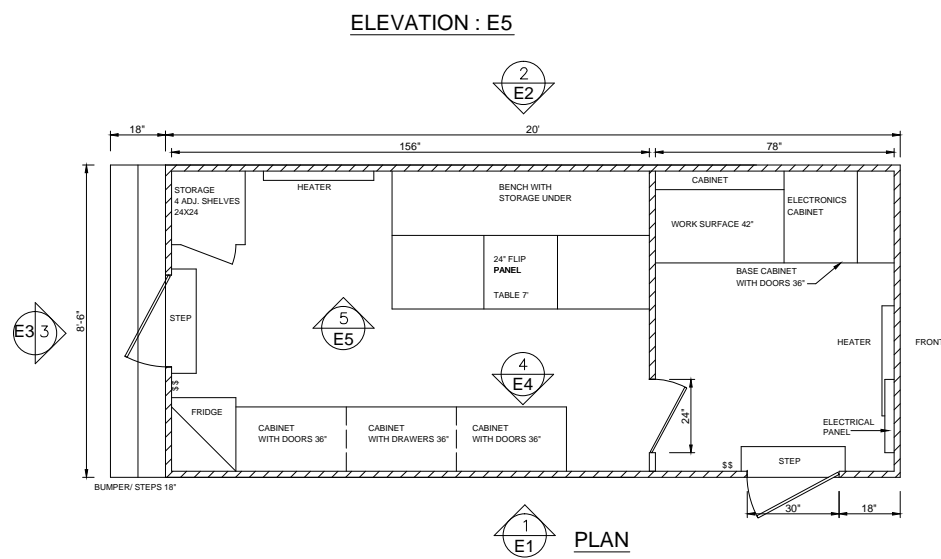 ELEVATION : E5
2
E2
18"
20'
156"
78"
STORAGE
4 ADJ. SHELVES
24X24
HEATER
BENCH WITH
STORAGE UNDER
CABINET
ELECTRONICS
CABINET
WORK SURFACE 42"
24" FLIP
PANEL
TABLE 7'
BASE CABINET
WITH DOORS 36"
8'-6"
E3 3
STEP
5
E5
HEATER
FRONT
4
E4
$$
FRIDGE
CABINET
WITH DOORS 36"
CABINET
WITH DRAWERS 36"
CABINET
WITH DOORS 36"
24"
ELECTRICAL
PANEL
$$
STEP
BUMPER/ STEPS 18"
30"
18"
1
E1
PLAN